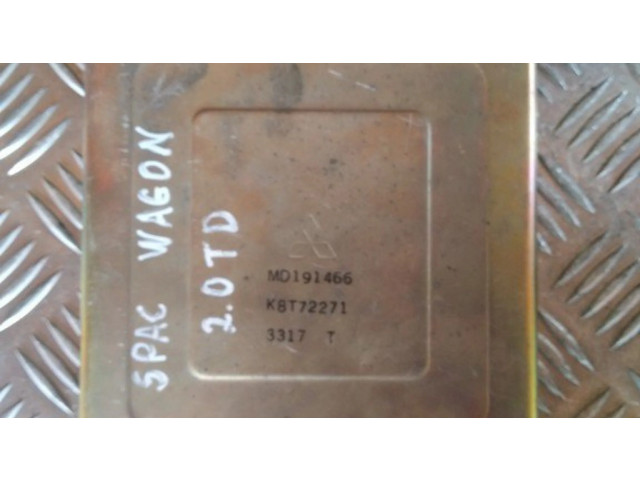 SPAC WAGON
2.0TD
MD191466
K8T72271
3317 T